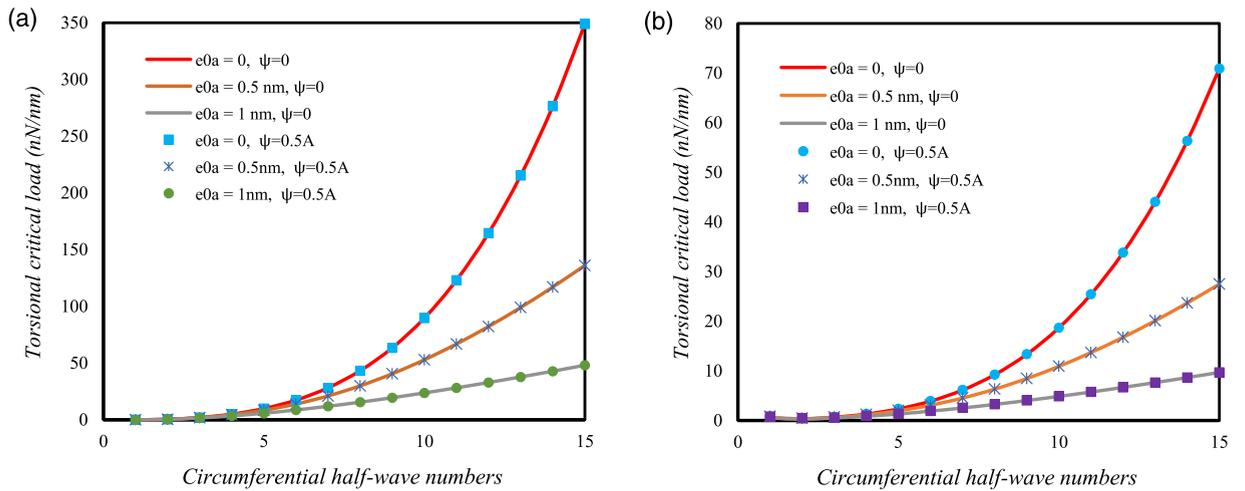 (a)
Torsional critical load (nN/nm)
350
300
250
200
150
100
50
0
e0a = 0, ψ=0
e0a = 0.5 nm, ψ=0
e0a = 1 nm, ψ=0
e0a = 0, ψ=0.5A
e0a = 0.5nm, ψ=0.5A
e0a = 1nm, ψ=0.5A
0 5 10 15
Circumferential half-wave numbers
(b)
Torsional critical load (nN/nm)
80
70
60
50
40
30
20
10
0
e0a = 0, ψ=0
e0a = 0.5 nm, ψ=0
e0a = 1 nm, ψ=0
e0a = 0, ψ=0.5A
e0a = 0.5nm, ψ=0.5A
e0a = 1nm, ψ=0.5A
0 5 10 15
Circumferential half-wave numbers